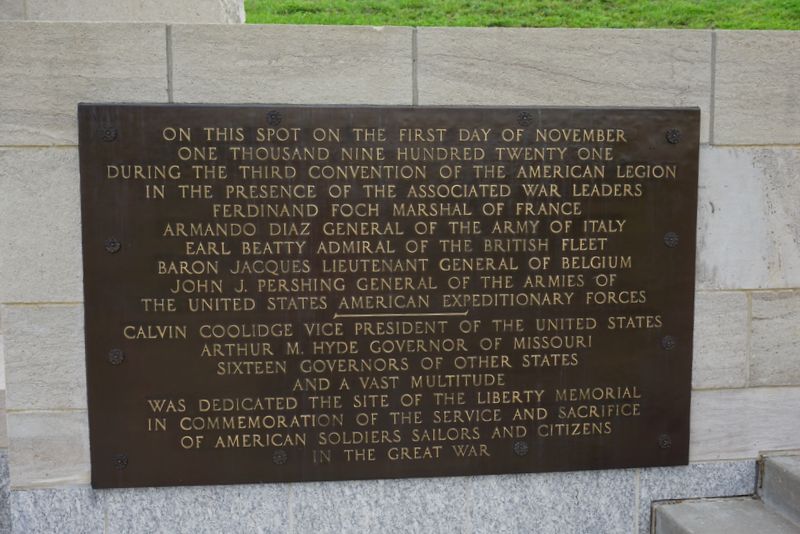 ON THIS SPOT ON THE FIRST DAY OF NOVEMBER
ONE THOUSAND NINE HUNDRED TWENTY ONE
DURING THE THIRD CONVENTION OF THE AMERICAN LEGION
IN THE PRESENCE OF THE ASSOCIATED WAR LEADERS
FERDINAND FOCH MARSHAL OF FRANCE
ARMANDO DIAZ GENERAL OF THE ARMY OF ITALY
EARL BEATTY ADMIRAL OF THE BRITISH FLEET
BARON JACQUES LIEUTENANT GENERAL OF BELGIUM
JOHN J. PERSHING GENERAL OF THE ARMIES OF
THE UNITED STATES AMERICAN EXPEDITIONARY FORCES
CALVIN COOLIDGE VICE PRESIDENT OF THE UNITED STATES
ARTHUR M. HYDE GOVERNOR OF MISSOURI
SIXTEEN GOVERNORS OF OTHER STATES
AND A VAST MULTITUDE
WAS DEDICATED THE SITE OF THE LIBERTY MEMORIAL
IN COMMEMORATION OF THE SERVICE AND SACRIFICE
OF AMERICAN SOLDIERS SAILORS AND CITIZENS
IN THE GREAT WAR